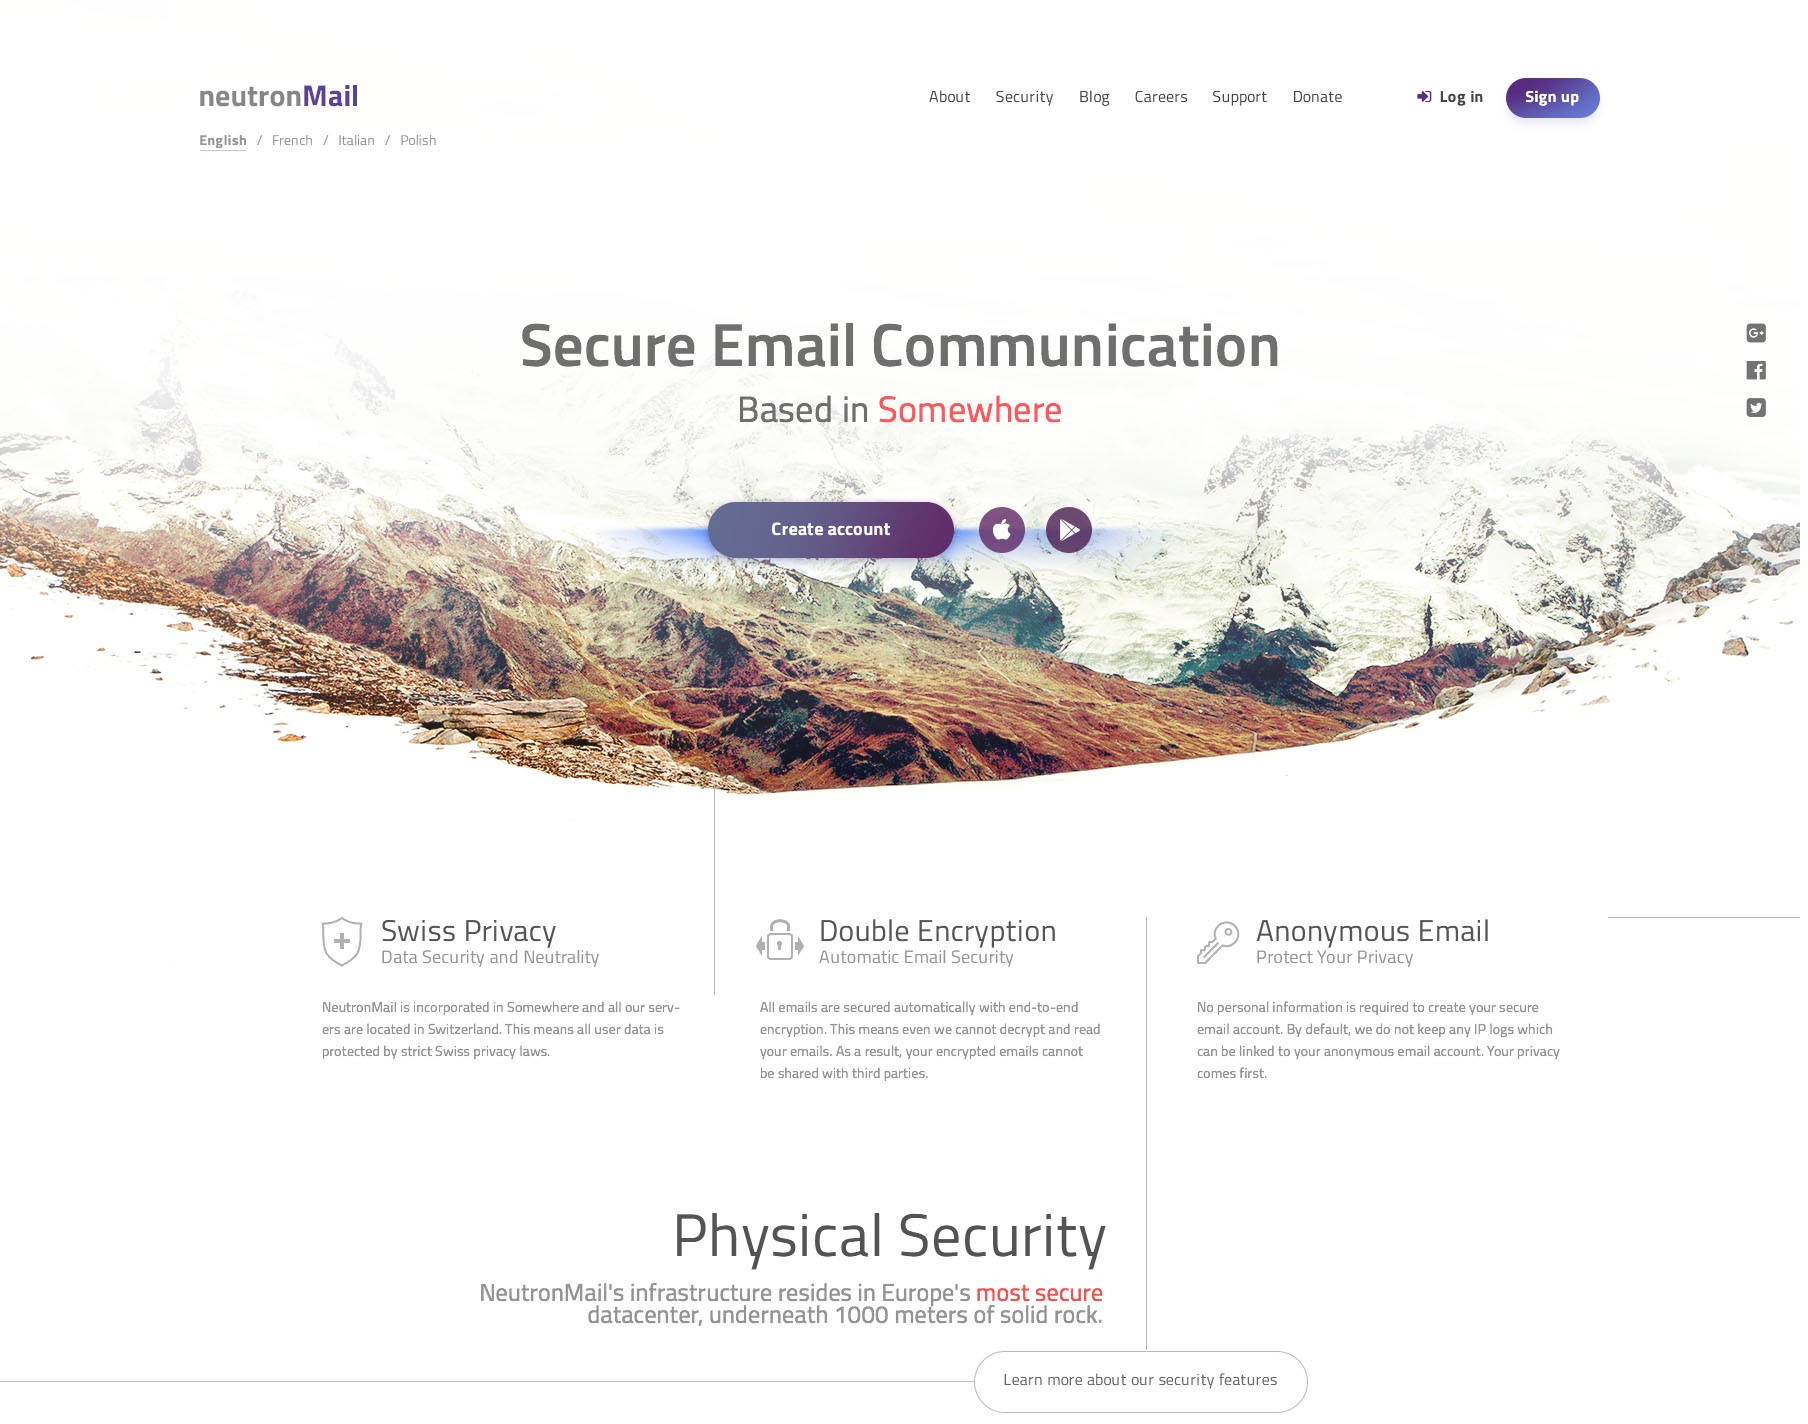 neutronMail
About Security Blog Careers Support Donate Log in Sign up
English / French / Italian / Polish
Secure Email Communication
Based in Somewhere
Create account
Swiss Privacy
Data Security and Neutrality
NeutronMail is incorporated in Somewhere and all our serv-
ers are located in Switzerland. This means all user data is
protected by strict Swiss privacy laws.
Double Encryption
Automatic Email Security
All emails are secured automatically with end-to-end
encryption. This means even we cannot decrypt and read
your emails. As a result, your encrypted emails cannot
be shared with third parties.
Anonymous Email
Protect Your Privacy
No personal information is required to create your secure
email account. By default, we do not keep any IP logs which
can be linked to your anonymous email account. Your privacy
comes first.
Physical Security
NeutronMail's infrastructure resides in Europe's most secure
datacenter, underneath 1000 meters of solid rock.
Learn more about our security features